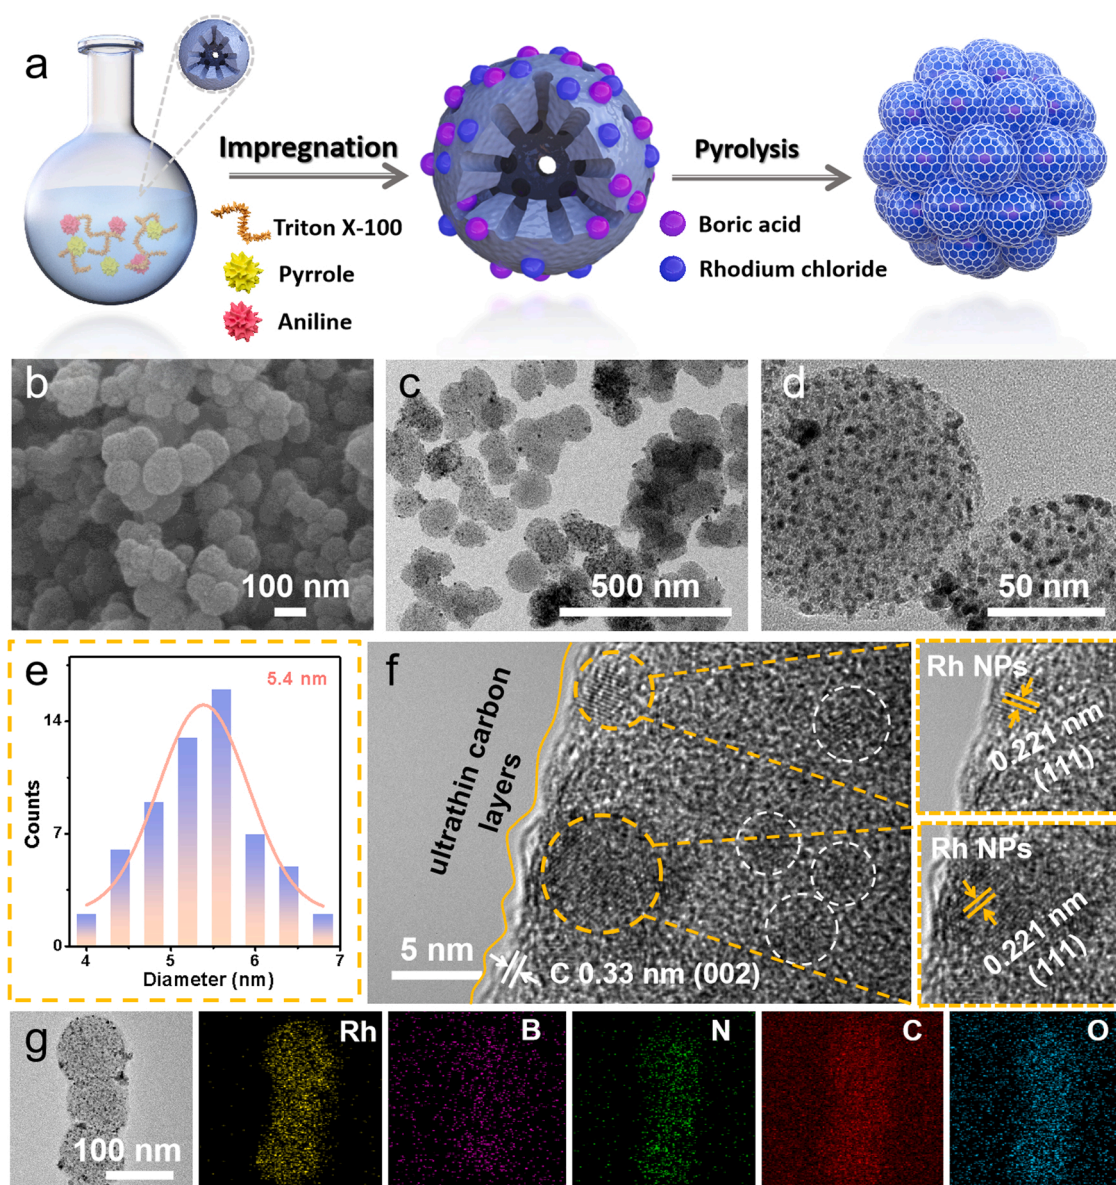 a
Impregnation
Pyrolysis
Triton X-100
Pyrrole
Aniline
Boric acid
Rhodium chloride
b
100 nm
c
500 nm
d
50 nm
e
5.4 nm
14
7
0
Counts
4 5 6 7
Diameter (nm)
f
ultrathin carbon
layers
5 nm
C 0.33 nm (002)
Rh NPs
0.221 nm
(111)
Rh NPs
0.221 nm
(111)
g
100 nm
Rh
B
N
C
O